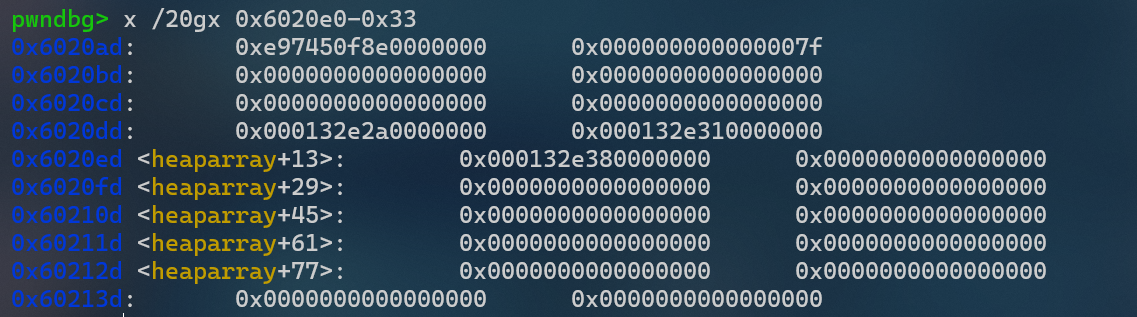 pwndbg> x /20gx 0x6020e0-0x33
0x6020ad: 0xe97450f8e0000000 0x000000000000007f
0x6020bd: 0x0000000000000000 0x0000000000000000
0x6020cd: 0x0000000000000000 0x0000000000000000
0x6020dd: 0x000132e2a0000000 0x000132e310000000
0x6020ed <heaparray+13>: 0x000132e380000000 0x0000000000000000
0x6020fd <heaparray+29>: 0x0000000000000000 0x0000000000000000
0x60210d <heaparray+45>: 0x0000000000000000 0x0000000000000000
0x60211d <heaparray+61>: 0x0000000000000000 0x0000000000000000
0x60212d <heaparray+77>: 0x0000000000000000 0x0000000000000000
0x60213d: 0x0000000000000000 0x0000000000000000